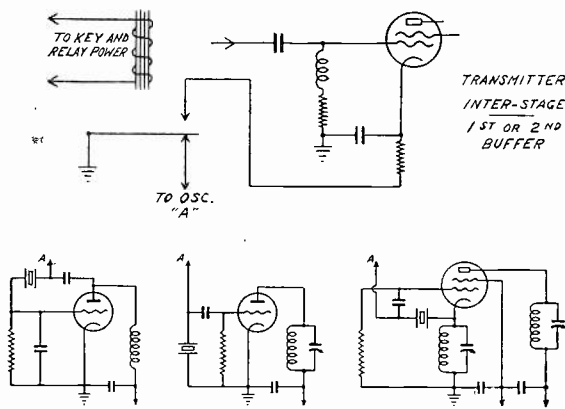 TO KEY AND
RELAY POWER
TRANSMITTER
INTER-STAGE
1ST OR 2ND
BUFFER
TO OSC.
"A"
A
A
A